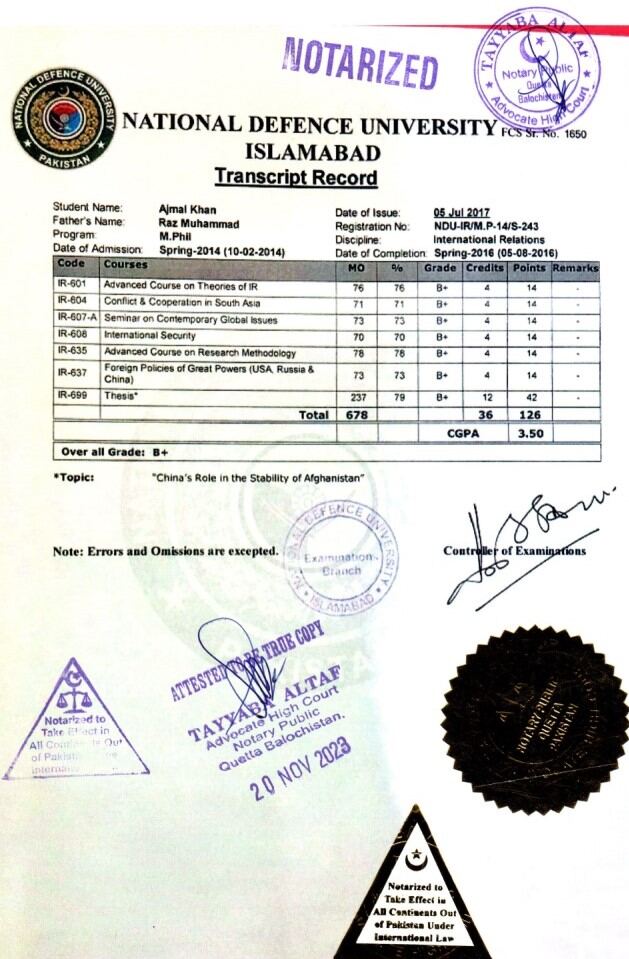 NOTARIZED
TAYYABA ALTAF
Notary Public
Quetta
Balochistan
Advocate High Court
NATIONAL DEFENCE UNIVERSITY
PAKISTAN
NATIONAL DEFENCE UNIVERSITY
FCS Sr. No. 1650
ISLAMABAD
Transcript Record
Student Name: Ajmal Khan Date of Issue: 05 Jul 2017
Father's Name: Raz Muhammad Registration No: NDU-IR/M.P-14/S-243
Program: M.Phil Discipline: International Relations
Date of Admission: Spring-2014 (10-02-2014) Date of Completion: Spring-2016 (05-08-2016)
Code Courses MO % Grade Credits Points Remarks
IR-601 Advanced Course on Theories of IR 76 76 B+ 4 14 -
IR-604 Conflict & Cooperation in South Asia 71 71 B+ 4 14 -
IR-607-A Seminar on Contemporary Global Issues 73 73 B+ 4 14 -
IR-608 International Security 70 70 B+ 4 14 -
IR-635 Advanced Course on Research Methodology 78 78 B+ 4 14 -
IR-637 Foreign Policies of Great Powers (USA, Russia & China) 73 73 B+ 4 14 -
IR-699 Thesis* 237 79 B+ 12 42 -
Total 678 36 126
CGPA 3.50
Over all Grade: B+
*Topic: "China's Role in the Stability of Afghanistan"
NATIONAL DEFENCE UNIVERSITY
Examination
Branch
ISLAMABAD
Note: Errors and Omissions are excepted.
Controller of Examinations
ATTESTED TO BE TRUE COPY
TAYYABA ALTAF
Advocate High Court
Notary Public
Quetta Balochistan.
20 NOV 2023
Notarized to
Take Effect in
All Continents Out
of Pakistan
NOTARY PUBLIC
QUETTA
PAKISTAN
Notarized to
Take Effect in
All Continents Out
of Pakistan Under
International Law